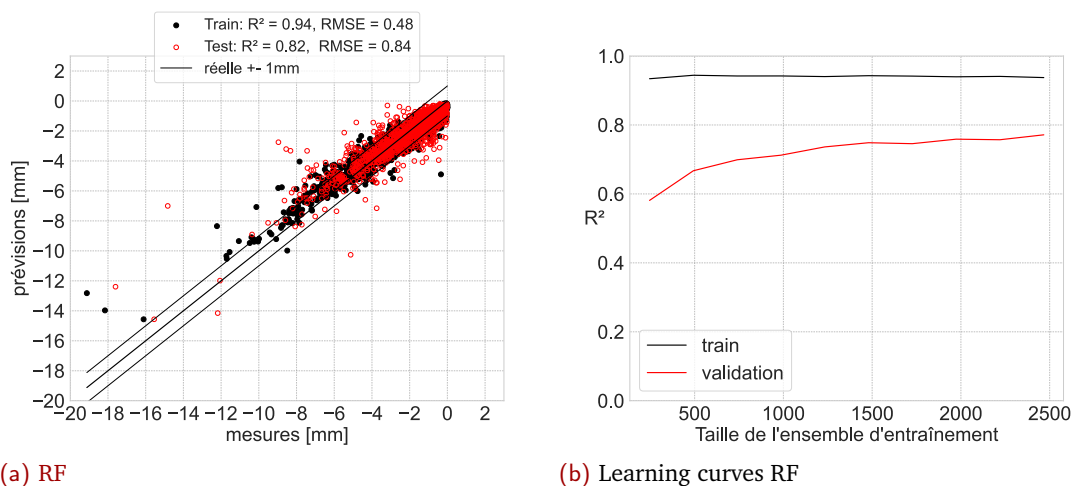 Train: R² = 0.94, RMSE = 0.48
Test: R² = 0.82, RMSE = 0.84
réelle +- 1mm
2
0
−2
−4
−6
−8
−10
−12
−14
−16
−18
−20
prévisions [mm]
−20 −18 −16 −14 −12 −10 −8 −6 −4 −2 0 2
mesures [mm]
(a) RF
1.0
0.8
0.6
R²
0.4
0.2
0.0
train
validation
500 1000 1500 2000 2500
Taille de l'ensemble d'entraînement
(b) Learning curves RF